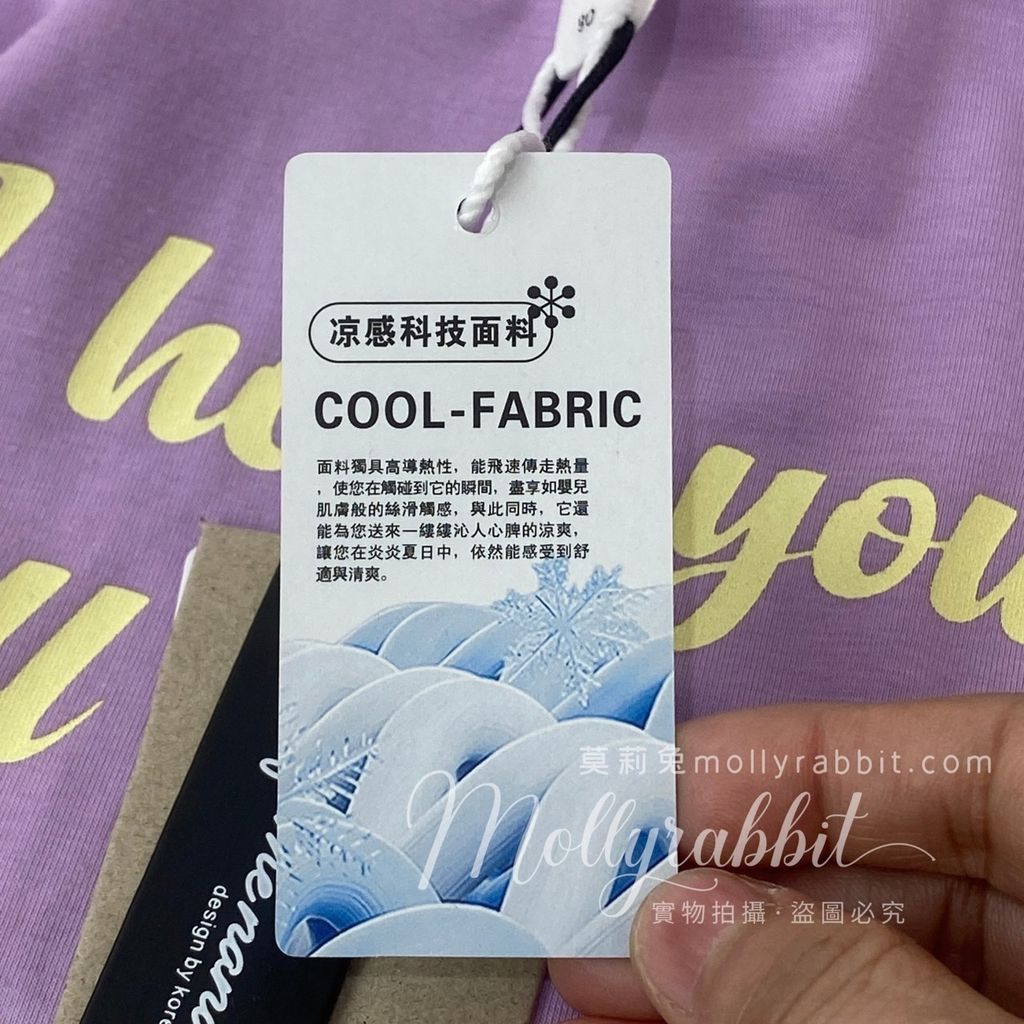 80
凉感科技面料
COOL-FABRIC
面料獨具高導熱性，能飛速傳走熱量
，使您在觸碰到它的瞬間，盡享如嬰兒
肌膚般的絲滑觸感，與此同時，它還
能為您送來一縷縷沁人心脾的涼爽，
讓您在炎炎夏日中，依然能感受到舒
適與清爽。
you
design by
莫莉兔mollyrabbit.com
Mollyrabbit
實物拍攝·盜圖必究